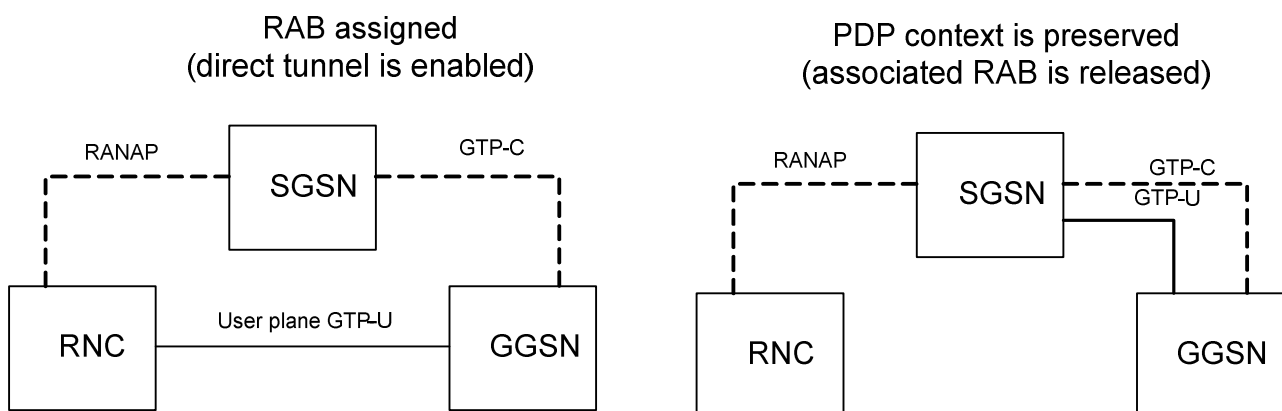 RAB assigned
(direct tunnel is enabled)
RANAP
GTP-C
SGSN
RNC
User plane GTP-U
GGSN
PDP context is preserved
(associated RAB is released)
RANAP
SGSN
GTP-C
GTP-U
RNC
GGSN